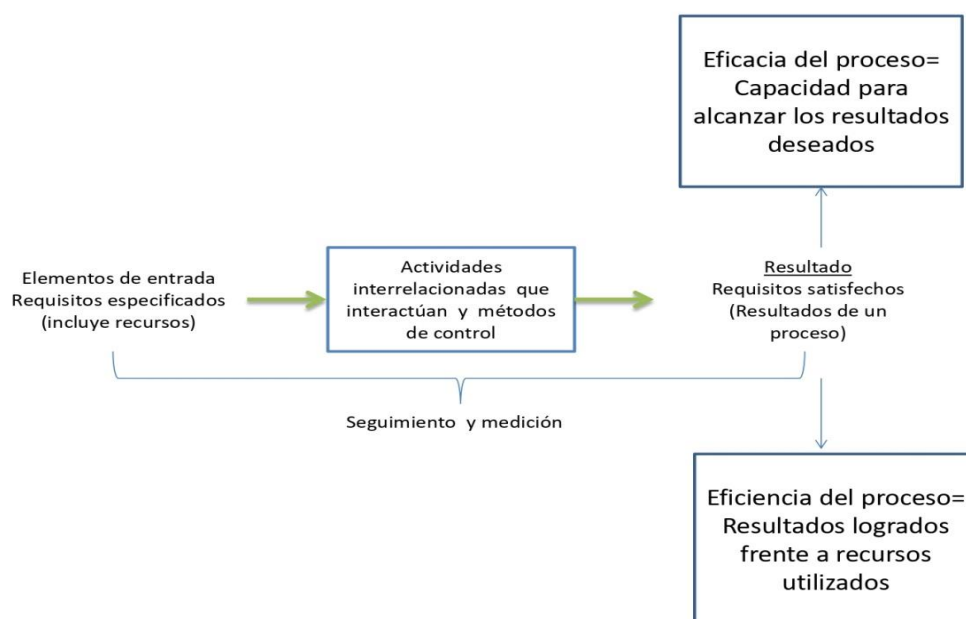 Eficacia del proceso=
Capacidad para
alcanzar los resultados
deseados
Elementos de entrada
Requisitos especificados
(incluye recursos)
Actividades
interrelacionadas que
interactúan y métodos
de control
Resultado
Requisitos satisfechos
(Resultados de un
proceso)
Seguimiento y medición
Eficiencia del proceso=
Resultados logrados
frente a recursos
utilizados